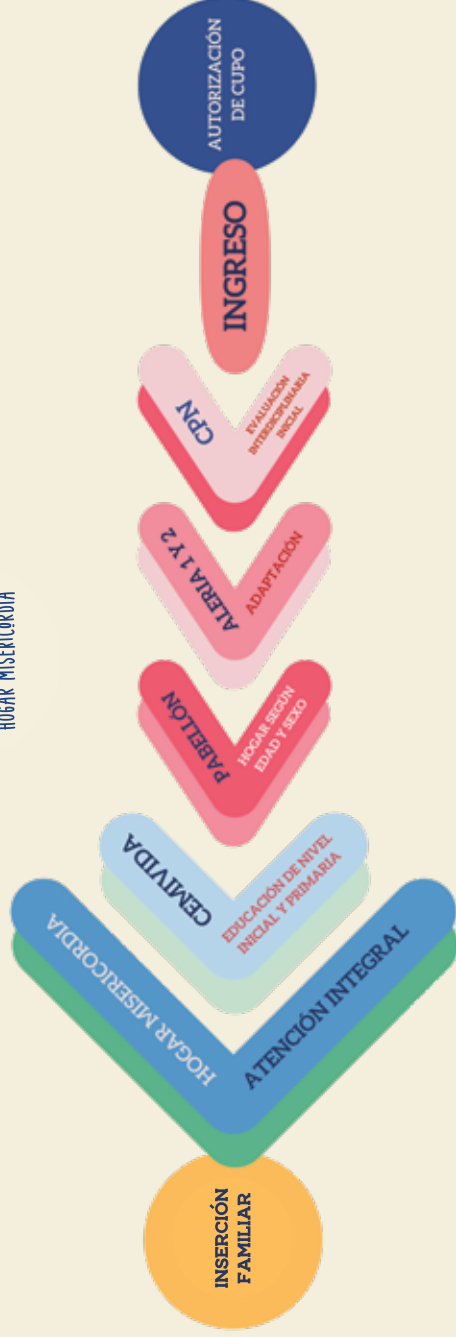 HOGAR MISERICORDIA
AUTORIZACIÓN
DE CUPO
INGRESO
CPN
EVALUACIÓN
INTERDISCIPLINARIA
INICIAL
ALERIA 1 Y 2
ADAPTACIÓN
PABELLÓN
HOGAR SEGÚN
EDAD Y SEXO
CEMIVIDA
EDUCACIÓN DE NIVEL
INICIAL Y PRIMARIA
HOGAR MISERICORDIA
ATENCIÓN INTEGRAL
INSERCIÓN
FAMILIAR